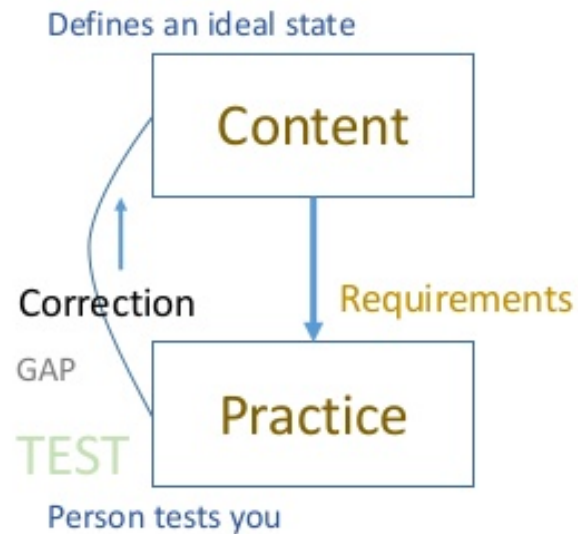 Defines an ideal state
Content
Correction
Requirements
GAP
Practice
TEST
Person tests you